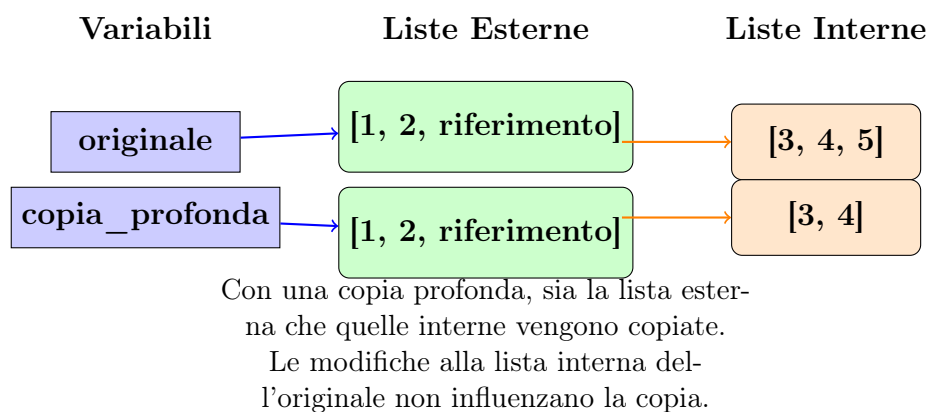 Variabili Liste Esterne Liste Interne
originale [1, 2, riferimento] [3, 4, 5]
copia_profonda [1, 2, riferimento] [3, 4]
Con una copia profonda, sia la lista ester-
na che quelle interne vengono copiate.
Le modifiche alla lista interna del-
l'originale non influenzano la copia.